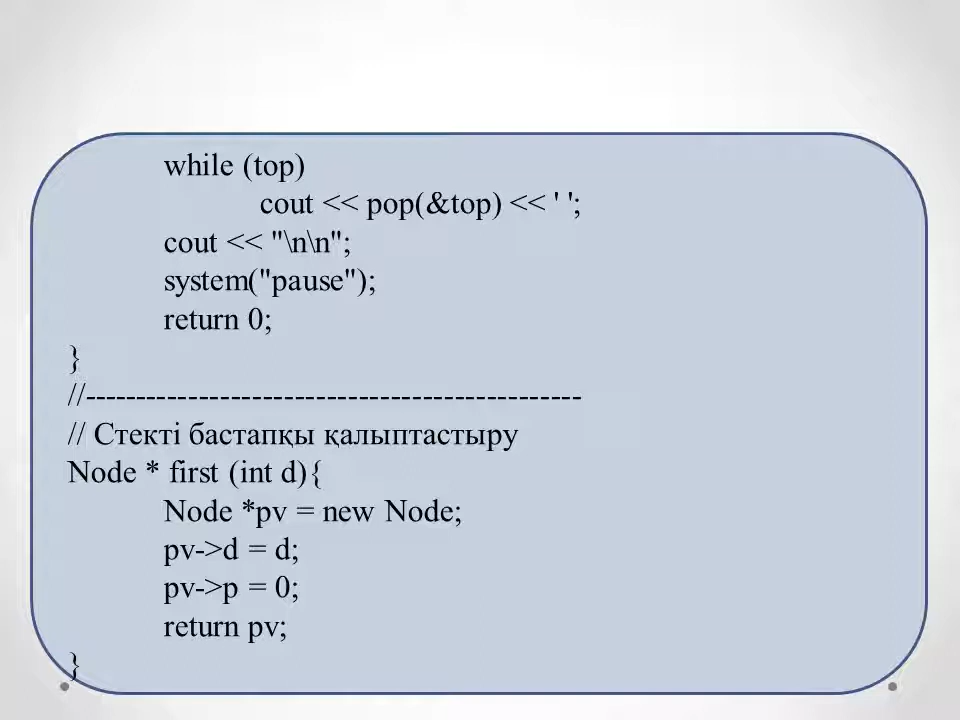 while (top)
cout << pop(&top) << ' ';
cout << "\n\n";
system("pause");
return 0;
}
//------------------------------------------------
// Стекті бастапқы қалыптастыру
Node * first (int d){
Node *pv = new Node;
pv->d = d;
pv->p = 0;
return pv;
}